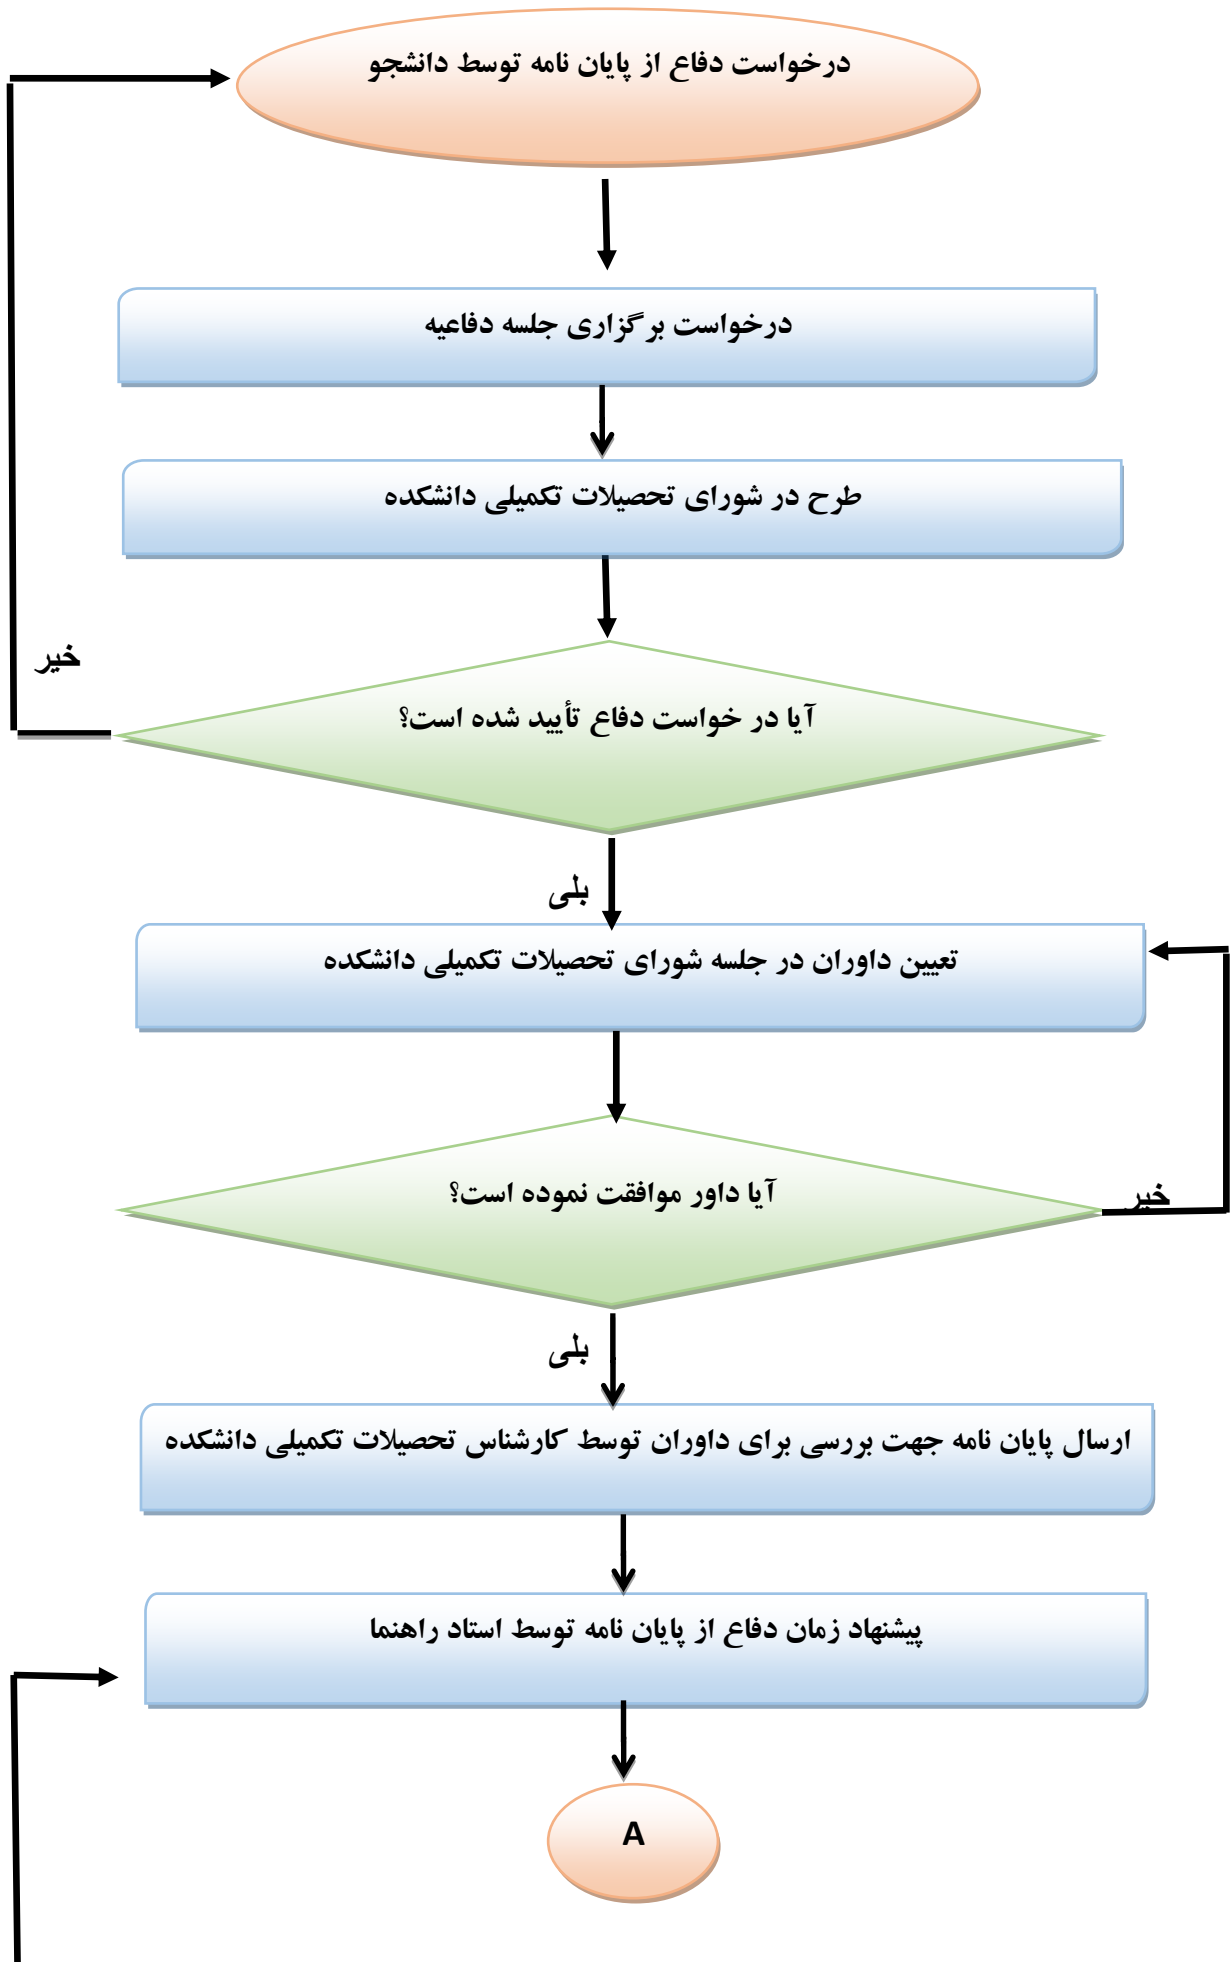 درخواست دفاع از پایان نامه توسط دانشجو
درخواست برگزاری جلسه دفاعیه
طرح در شورای تحصیلات تکمیلی دانشکده
خیر
آیا در خواست دفاع تأیید شده است؟
بلی
تعیین داوران در جلسه شورای تحصیلات تکمیلی دانشکده
آیا داور موافقت نموده است؟
خیر
بلی
ارسال پایان نامه جهت بررسی برای داوران توسط کارشناس تحصیلات تکمیلی دانشکده
پیشنهاد زمان دفاع از پایان نامه توسط استاد راهنما
A